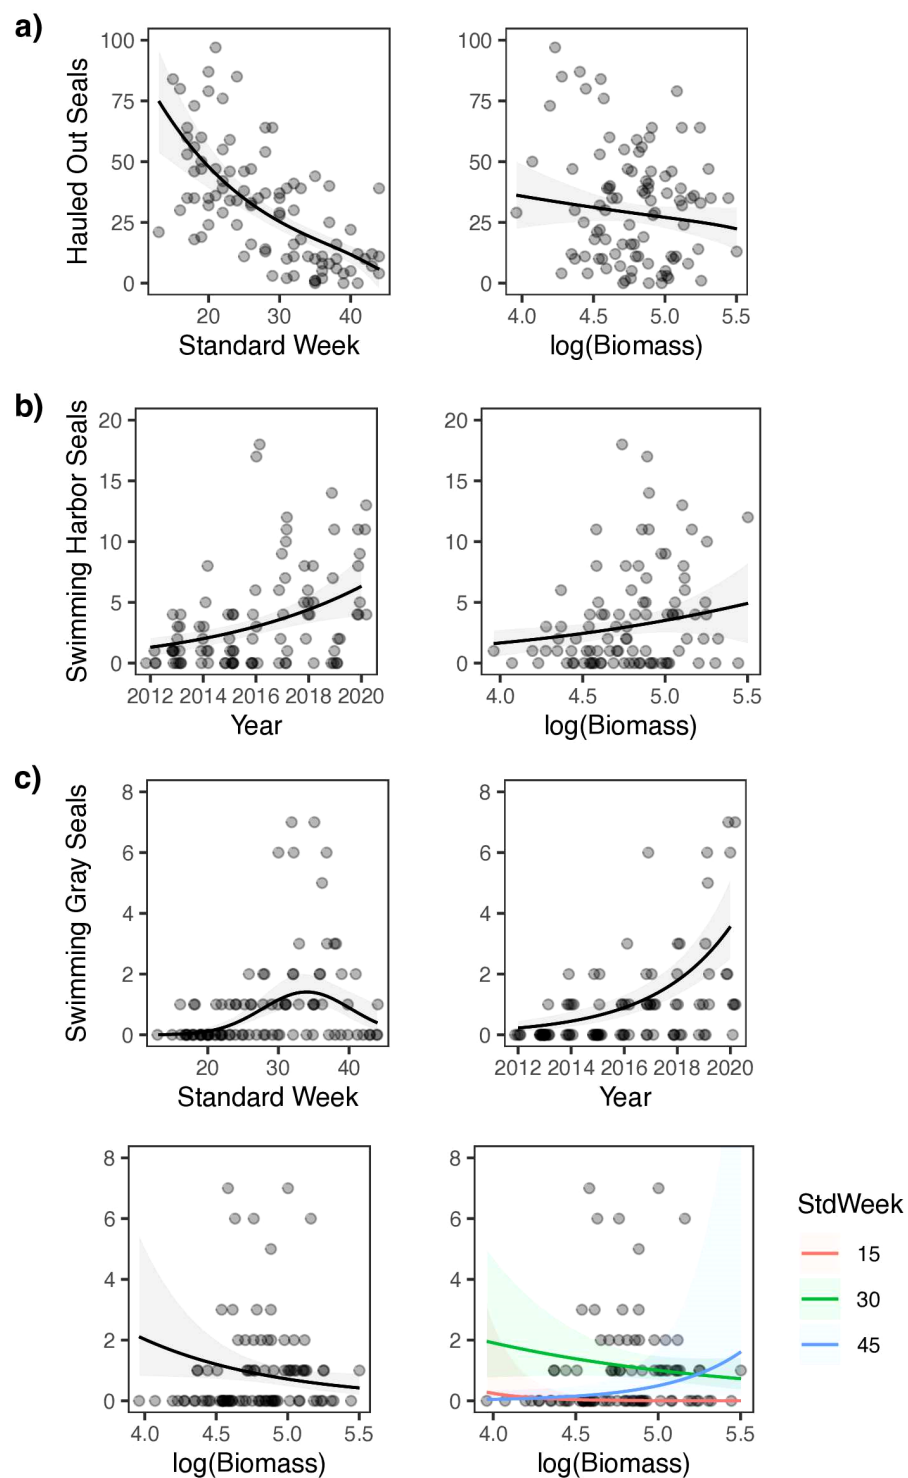 a)
Hauled Out Seals
100
75
50
25
0
20 30 40
Standard Week
100
75
50
25
0
4.0 4.5 5.0 5.5
log(Biomass)
b)
Swimming Harbor Seals
20
15
10
5
0
2012 2014 2016 2018 2020
Year
20
15
10
5
0
4.0 4.5 5.0 5.5
log(Biomass)
c)
Swimming Gray Seals
8
6
4
2
0
20 30 40
Standard Week
8
6
4
2
0
2012 2014 2016 2018 2020
Year
8
6
4
2
0
4.0 4.5 5.0 5.5
log(Biomass)
8
6
4
2
0
4.0 4.5 5.0 5.5
log(Biomass)
StdWeek
15
30
45